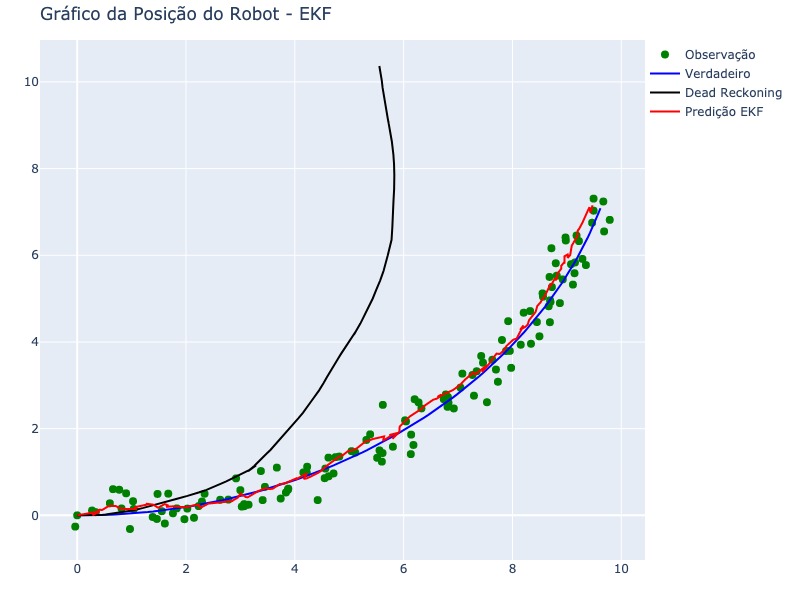 Gráfico da Posição do Robot - EKF
Observação
Verdadeiro
Dead Reckoning
Predição EKF
10
8
6
4
2
0
0 2 4 6 8 10